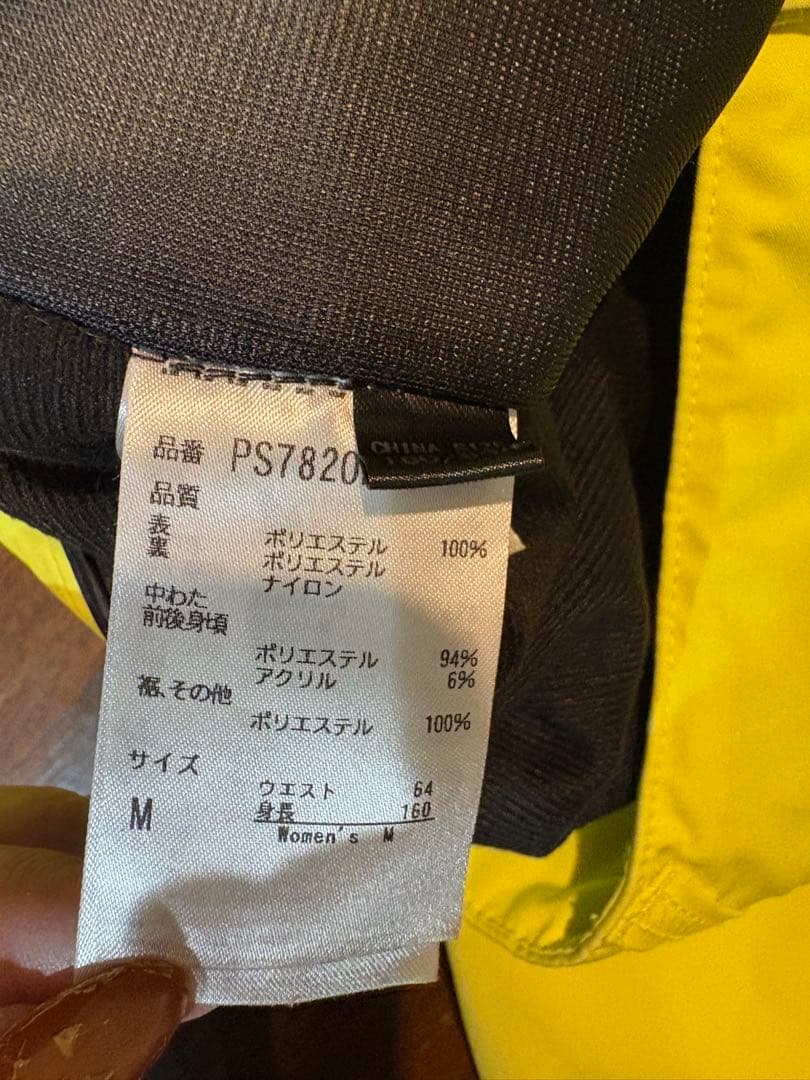 品番 PS7820
品質
表 ポリエステル 100%
裏 ポリエステル
ナイロン
中わた
前後身頃
ポリエステル 94%
アクリル 6%
裾、その他
ポリエステル 100%
サイズ
ウエスト 64
M 身長 160
Women's M
CHINA